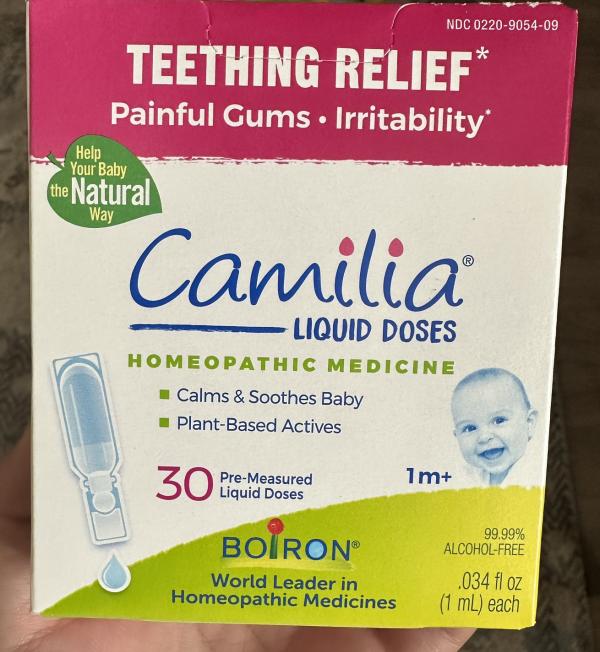 NDC 0220-9054-09
TEETHING RELIEF*
Painful Gums • Irritability*
Help
Your Baby
the Natural
Way
Camilia®
LIQUID DOSES
HOMEOPATHIC MEDICINE
Calms & Soothes Baby
Plant-Based Actives
30 Pre-Measured
Liquid Doses
1m+
BOIRON®
World Leader in
Homeopathic Medicines
99.99%
ALCOHOL-FREE
.034 fl oz
(1 mL) each